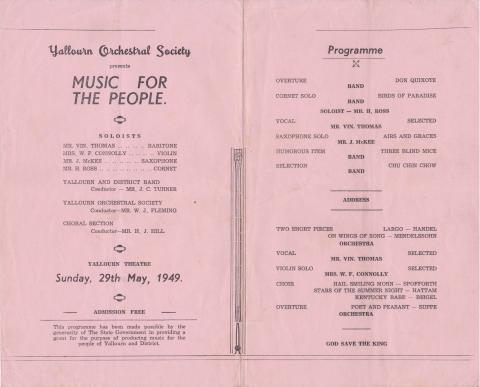 Yallourn Orchestral Society
presents
MUSIC FOR
THE PEOPLE.
SOLOISTS
MR. VIN. THOMAS . . . . . BARITONE
MRS. W. F. CONNOLLY . . . . . VIOLIN
MR. J. McKEE . . . . . SAXOPHONE
MR. H. ROSS . . . . . . . . . . CORNET
YALLOURN AND DISTRICT BAND
Conductor — MR. J. C. TURNER
YALLOURN ORCHESTRAL SOCIETY
Conductor—MR. W. J. FLEMING
CHORAL SECTION
Conductor—MR. H. J. HILL
YALLOURN THEATRE
Sunday, 29th May, 1949.
ADMISSION FREE
This programme has been made possible by the
generosity of The State Government in providing a
grant for the purpose of producing music for the
people of Yallourn and District.
Programme
OVERTURE DON QUIXOTE
BAND
CORNET SOLO BIRDS OF PARADISE
BAND
SOLOIST — MR. H. ROSS
VOCAL SELECTED
MR. VIN. THOMAS
SAXOPHONE SOLO AIRS AND GRACES
MR. J. McKEE
HUMOROUS ITEM THREE BLIND MICE
BAND
SELECTION CHU CHIN CHOW
BAND
ADDRESS
TWO SHORT PIECES LARGO — HANDEL
ON WINGS OF SONG — MENDELSSOHN
ORCHESTRA
VOCAL SELECTED
MR. VIN. THOMAS
VIOLIN SOLO SELECTED
MRS. W. F. CONNOLLY
CHOIR HAIL SMILING MORN — SPOFFORTH
STARS OF THE SUMMER NIGHT — HATTAM
KENTUCKY BABE — GEIBEL
OVERTURE POET AND PEASANT — SUPPE
ORCHESTRA
GOD SAVE THE KING